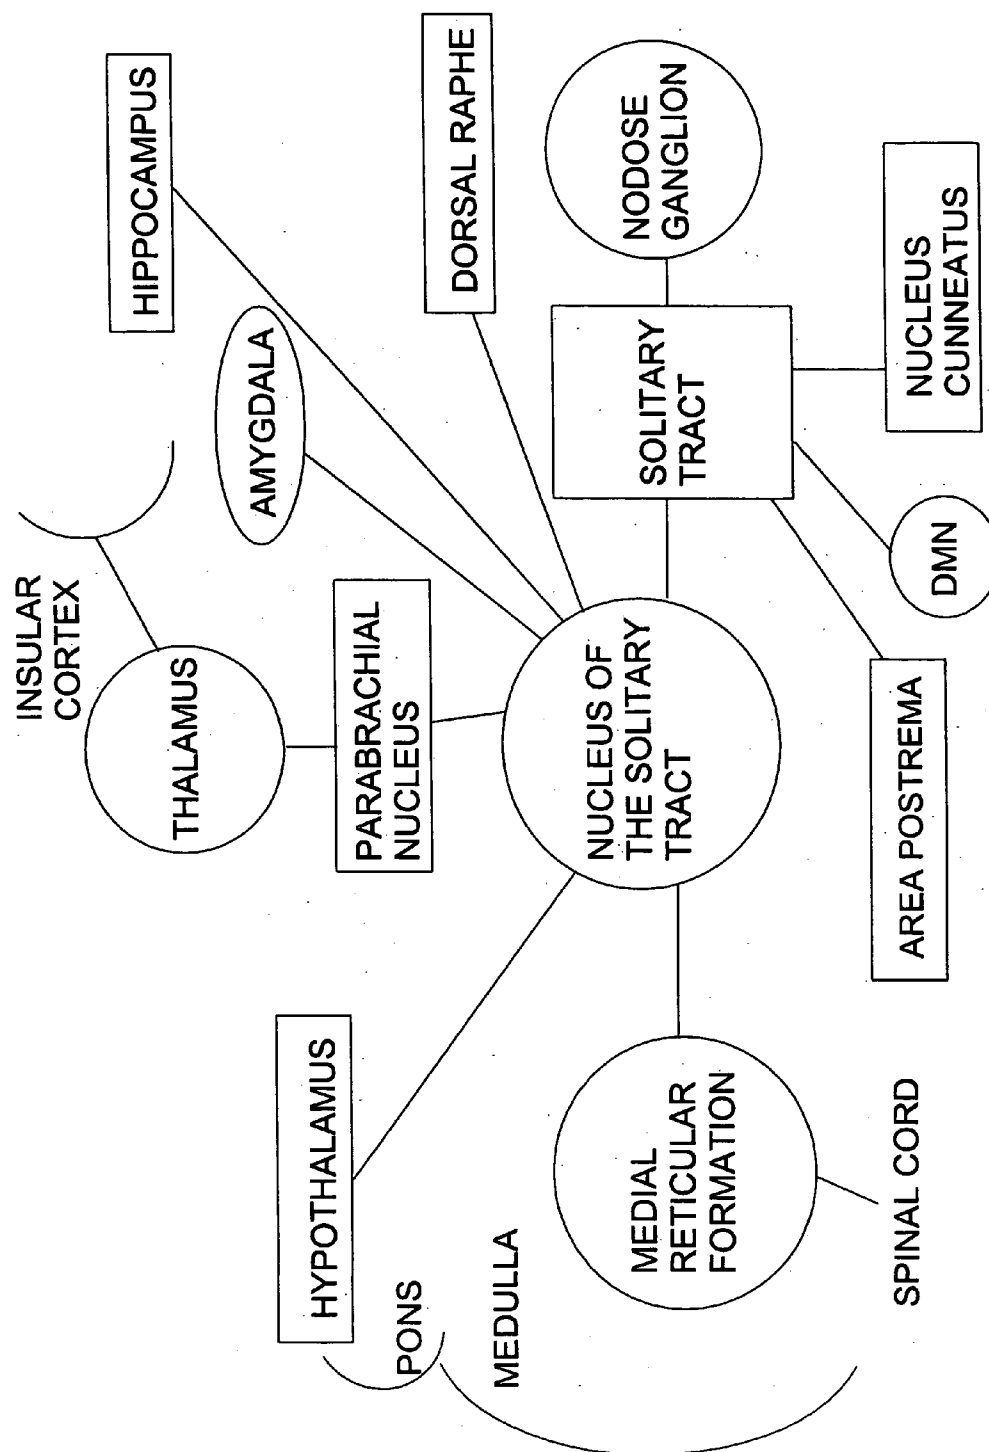 INSULAR
CORTEX
HIPPOCAMPUS
THALAMUS
AMYGDALA
HYPOTHALAMUS
PARABRACHIAL
NUCLEUS
DORSAL RAPHE
PONS
MEDULLA
NUCLEUS OF
THE SOLITARY
TRACT
SOLITARY
TRACT
NODOSE
GANGLION
MEDIAL
RETICULAR
FORMATION
SPINAL CORD
AREA POSTREMA
DMN
NUCLEUS
CUNNEATUS